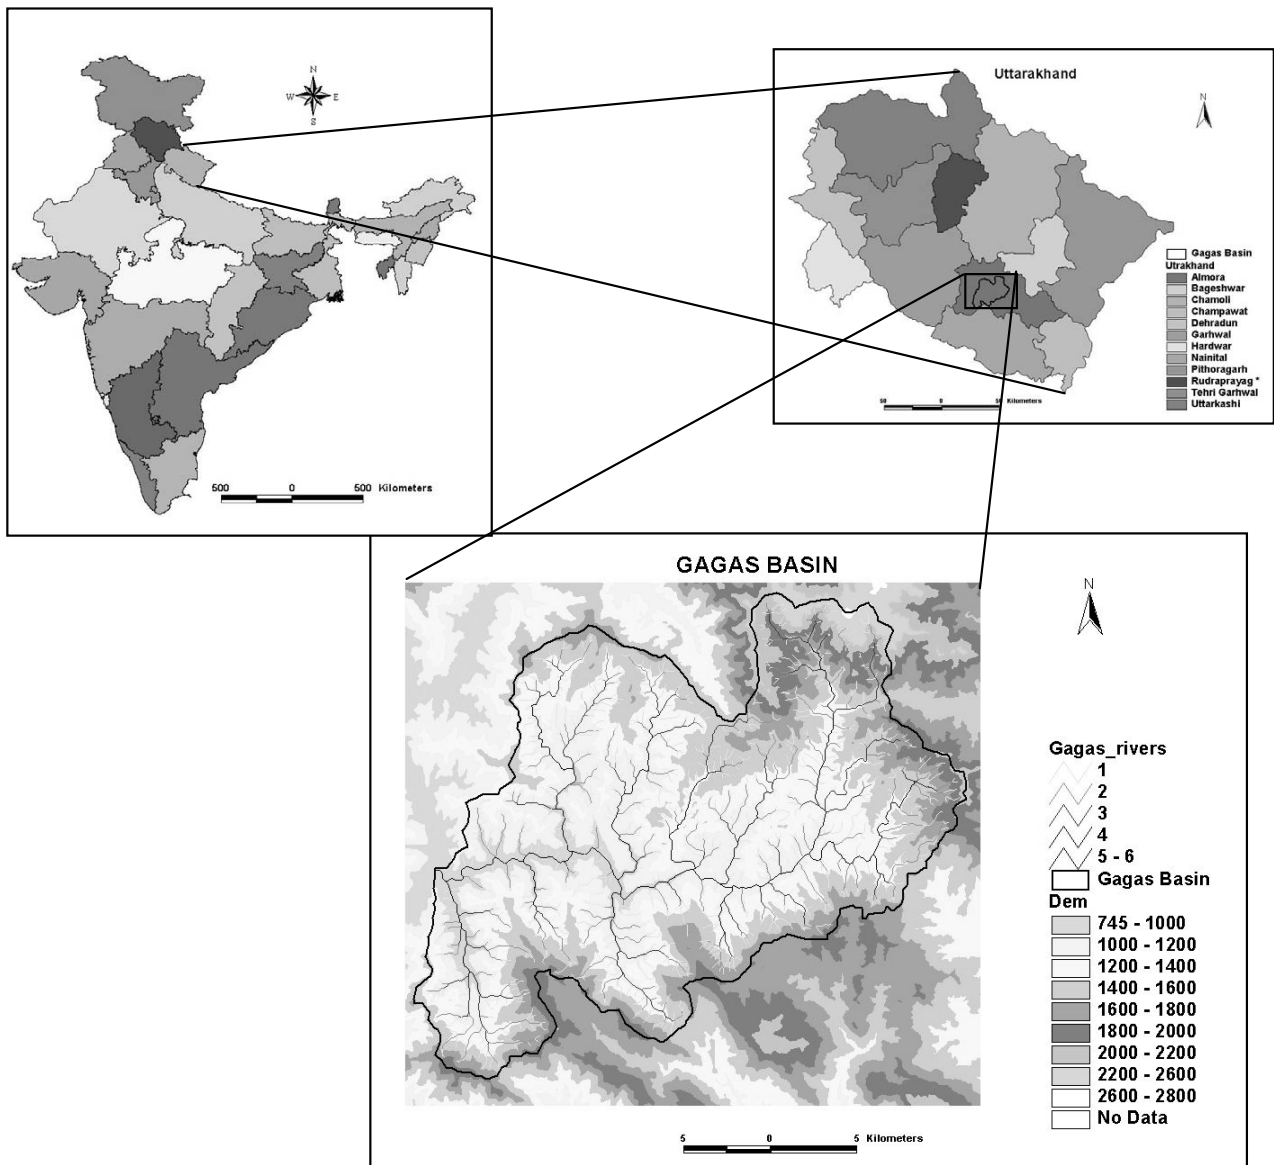 N
W E
S
500 0 500 Kilometers
Uttarakhand
N
Gagas Basin
Utrakhand
Almora
Bageshwar
Chamoli
Champawat
Dehradun
Garhwal
Hardwar
Nainital
Pithoragarh
Rudraprayag *
Tehri Garhwal
Uttarkashi
50 0 50 Kilometers
GAGAS BASIN
N
Gagas_rivers
1
2
3
4
5 - 6
Gagas Basin
Dem
745 - 1000
1000 - 1200
1200 - 1400
1400 - 1600
1600 - 1800
1800 - 2000
2000 - 2200
2200 - 2600
2600 - 2800
No Data
5 0 5 Kilometers